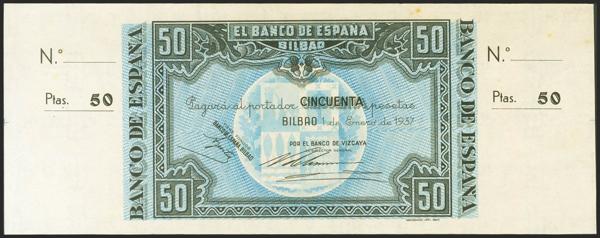 50 EL BANCO DE ESPAÑA 50
BILBAO
N.º
Ptas. 50
BANCO DE ESPAÑA
Pagará al portador CINCUENTA pesetas
BILBAO 1 de Enero de 1937
POR EL BANCO DE VIZCAYA
50
50
BANCO DE ESPAÑA
N.º
Ptas. 50